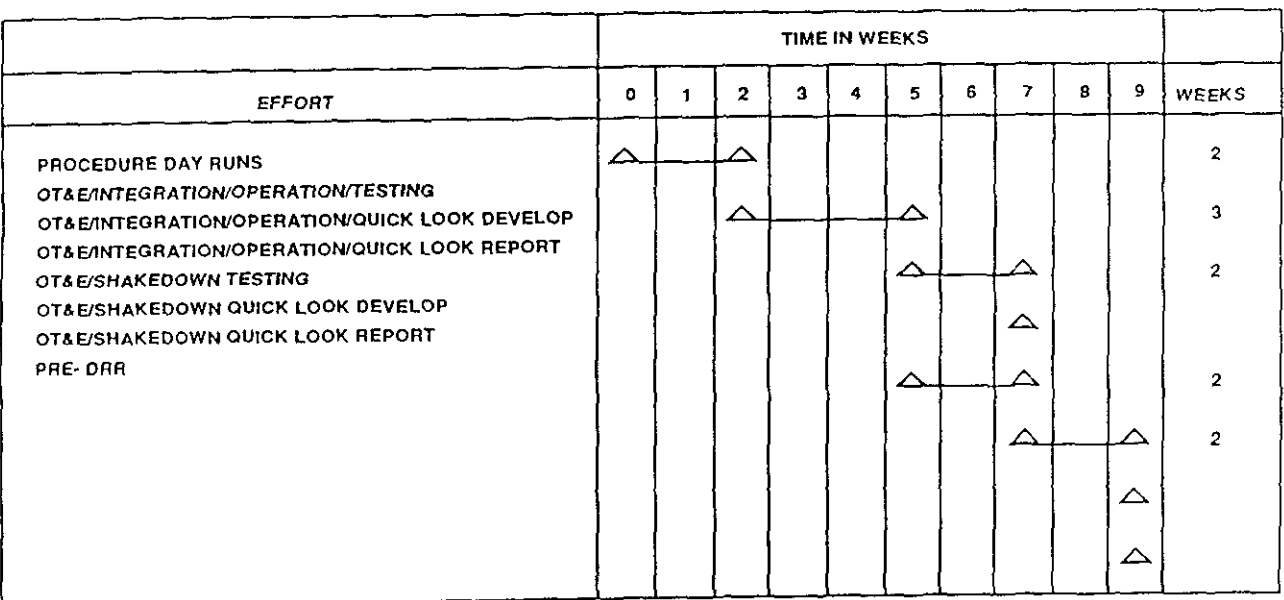 TIME IN WEEKS
EFFORT 0 1 2 3 4 5 6 7 8 9 WEEKS
PROCEDURE DAY RUNS 2
OT&E/INTEGRATION/OPERATION/TESTING
OT&E/INTEGRATION/OPERATION/QUICK LOOK DEVELOP 3
OT&E/INTEGRATION/OPERATION/QUICK LOOK REPORT
OT&E/SHAKEDOWN TESTING 2
OT&E/SHAKEDOWN QUICK LOOK DEVELOP
OT&E/SHAKEDOWN QUICK LOOK REPORT
PRE- ORR
2
2